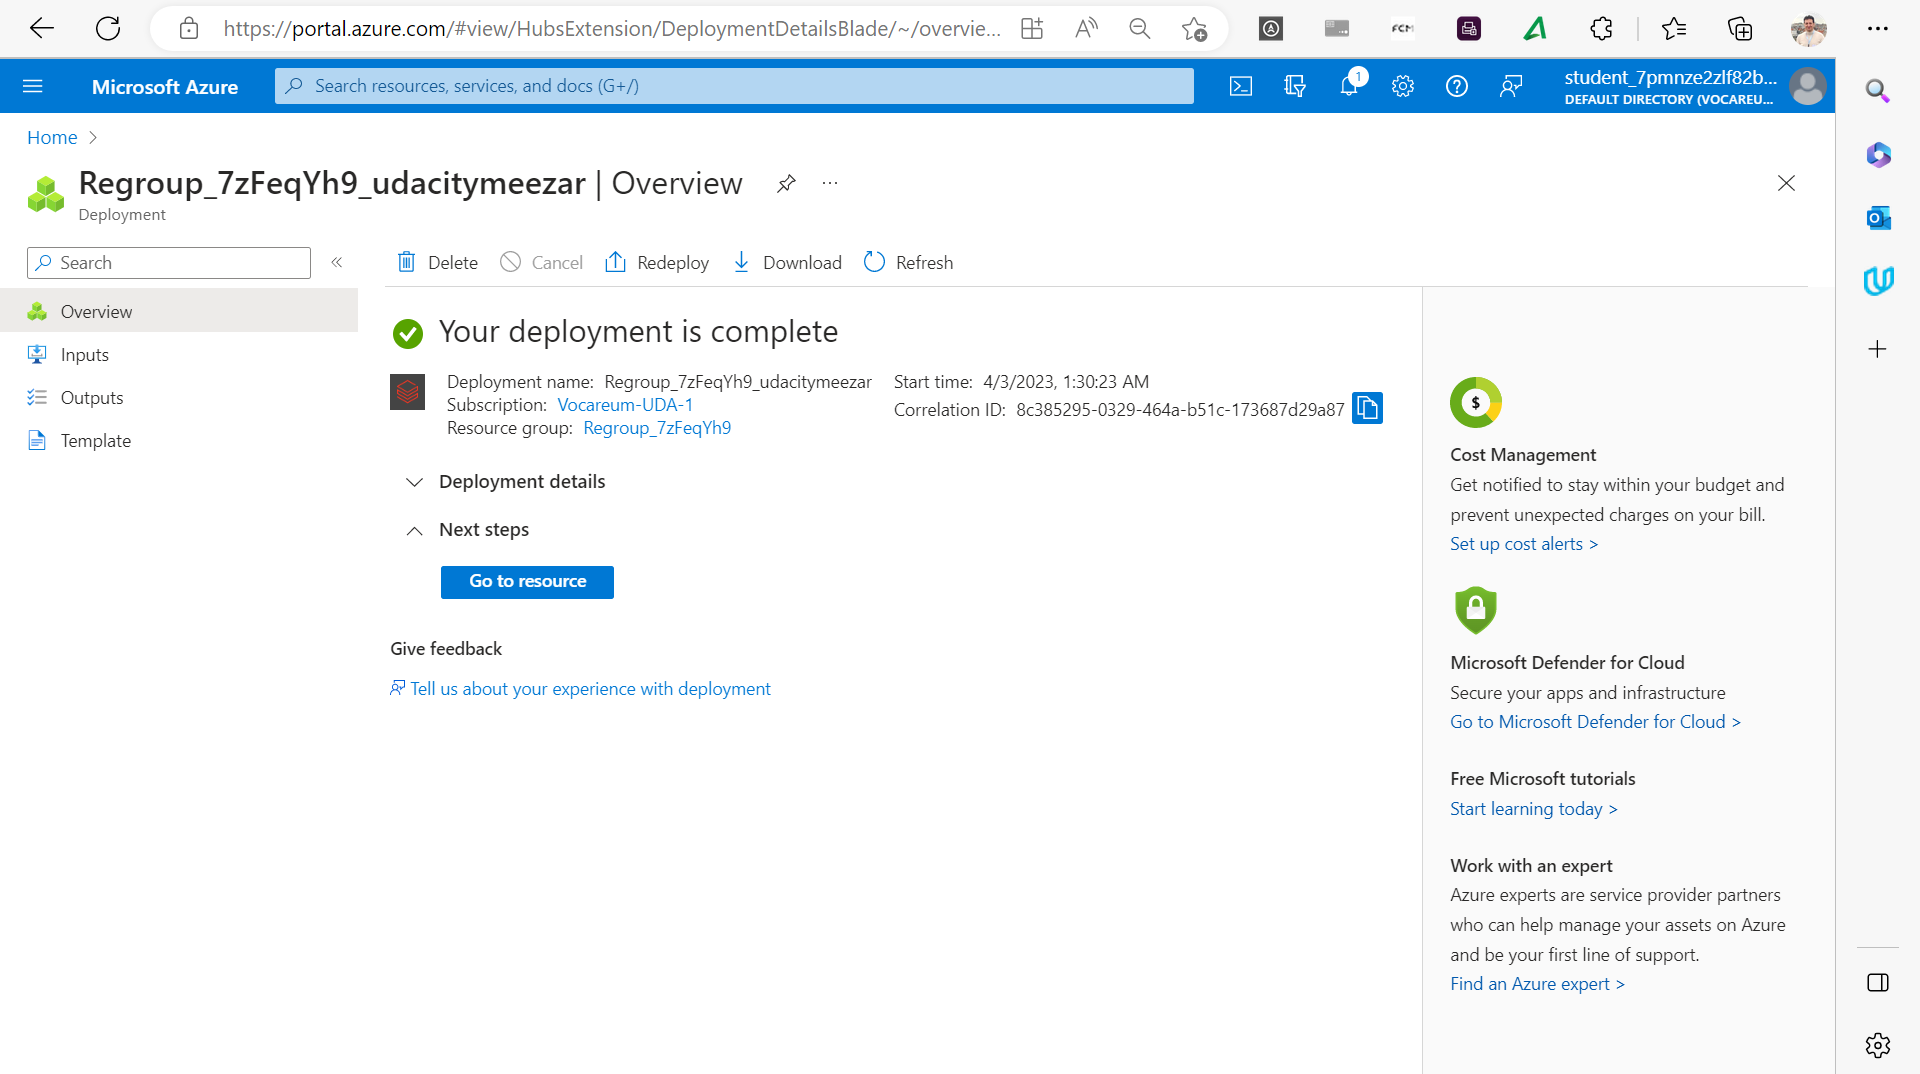 https://portal.azure.com/#view/HubsExtension/DeploymentDetailsBlade/~/overvie...
FCM
Microsoft Azure
Search resources, services, and docs (G+/)
1
student_7pmnze2zlf82b...
DEFAULT DIRECTORY (VOCAREU...
Home
Regroup_7zFeqYh9_udacitymeezar | Overview
...
Deployment
Search
«
Delete
Cancel
Redeploy
Download
Refresh
Overview
Inputs
Outputs
Template
Your deployment is complete
Deployment name: Regroup_7zFeqYh9_udacitymeezar
Subscription: Vocareum-UDA-1
Resource group: Regroup_7zFeqYh9
Start time: 4/3/2023, 1:30:23 AM
Correlation ID: 8c385295-0329-464a-b51c-173687d29a87
Deployment details
Next steps
Go to resource
Give feedback
Tell us about your experience with deployment
$
Cost Management
Get notified to stay within your budget and
prevent unexpected charges on your bill.
Set up cost alerts >
Microsoft Defender for Cloud
Secure your apps and infrastructure
Go to Microsoft Defender for Cloud >
Free Microsoft tutorials
Start learning today >
Work with an expert
Azure experts are service provider partners
who can help manage your assets on Azure
and be your first line of support.
Find an Azure expert >